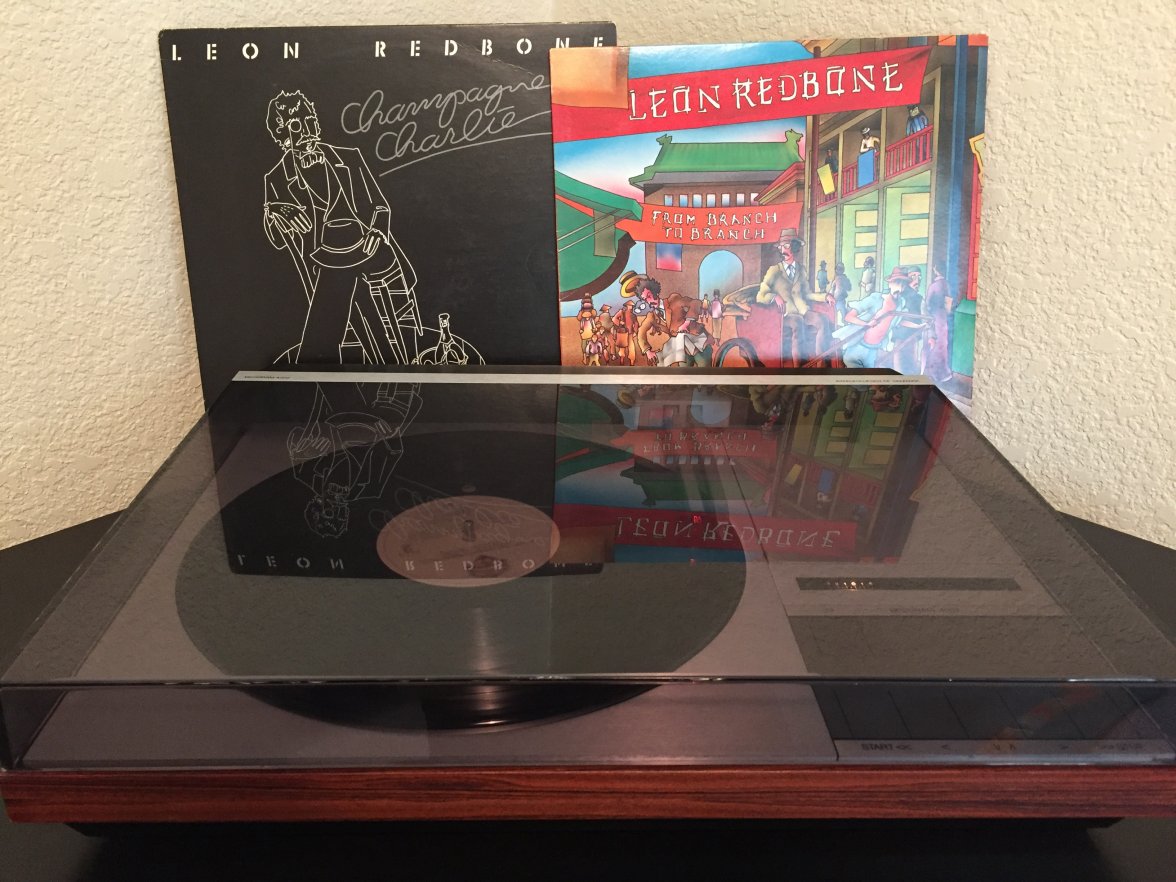 LEON REDBONE
Champagne
Charlie
LEON REDBONE
FROM BRANCH
TO BRANCH
START <<